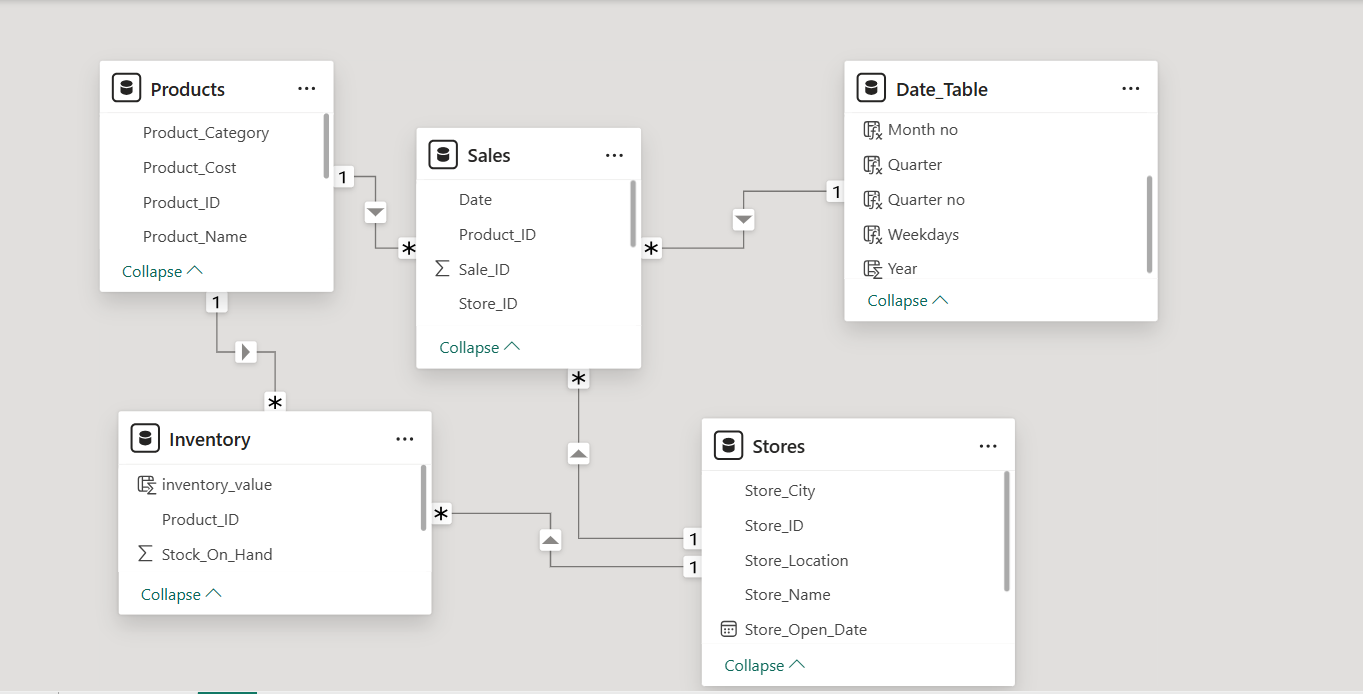 Products
Product_Category
Product_Cost
Product_ID
Product_Name
Collapse
1
1
Sales
Date
Product_ID
Sale_ID
Store_ID
Collapse
*
*
*
Date_Table
Month no
Quarter
Quarter no
Weekdays
Year
Collapse
1
Inventory
inventory_value
Product_ID
Stock_On_Hand
Collapse
*
*
Stores
Store_City
Store_ID
Store_Location
Store_Name
Store_Open_Date
Collapse
1
1